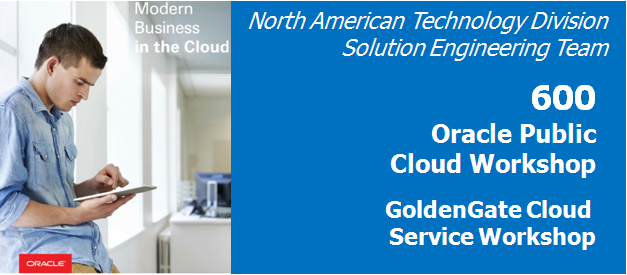 Modern
Business
in the Cloud
ORACLE
North American Technology Division
Solution Engineering Team
600
Oracle Public
Cloud Workshop
GoldenGate Cloud
Service Workshop